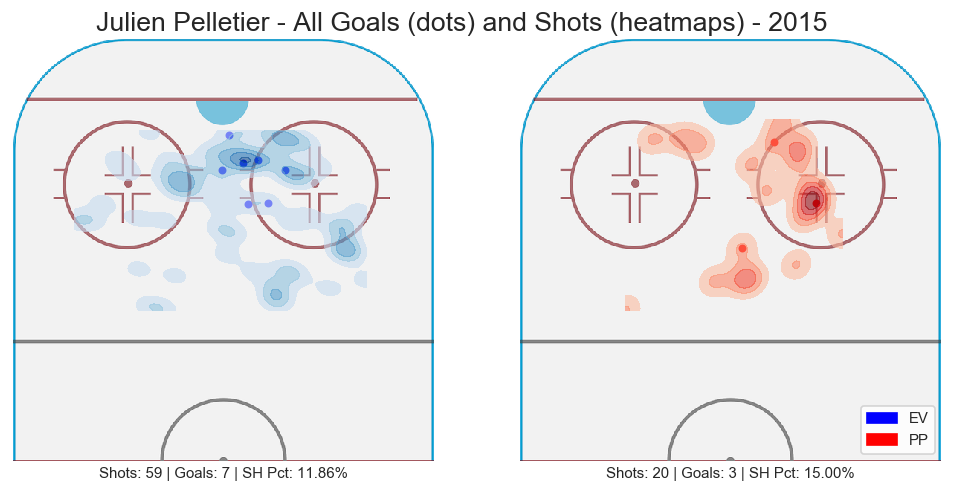 Julien Pelletier - All Goals (dots) and Shots (heatmaps) - 2015
EV
PP
Shots: 59 | Goals: 7 | SH Pct: 11.86%
Shots: 20 | Goals: 3 | SH Pct: 15.00%